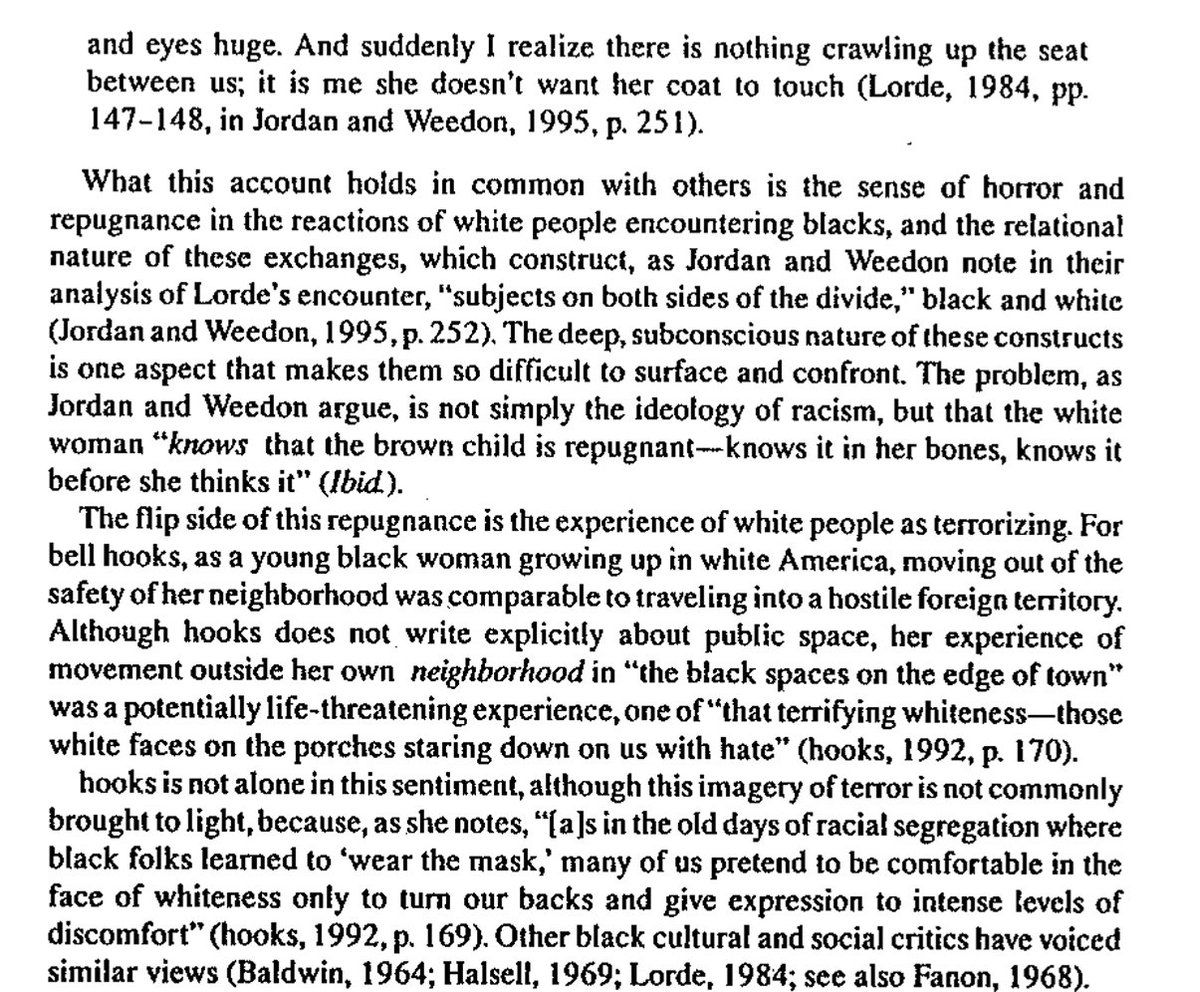 and eyes huge. And suddenly I realize there is nothing crawling up the seat
between us; it is me she doesn't want her coat to touch (Lorde, 1984, pp.
147–148, in Jordan and Weedon, 1995, p. 251).
What this account holds in common with others is the sense of horror and
repugnance in the reactions of white people encountering blacks, and the relational
nature of these exchanges, which construct, as Jordan and Weedon note in their
analysis of Lorde's encounter, "subjects on both sides of the divide," black and white
(Jordan and Weedon, 1995, p. 252). The deep, subconscious nature of these constructs
is one aspect that makes them so difficult to surface and confront. The problem, as
Jordan and Weedon argue, is not simply the ideology of racism, but that the white
woman "knows that the brown child is repugnant—knows it in her bones, knows it
before she thinks it" (Ibid.).
The flip side of this repugnance is the experience of white people as terrorizing. For
bell hooks, as a young black woman growing up in white America, moving out of the
safety of her neighborhood was comparable to traveling into a hostile foreign territory.
Although hooks does not write explicitly about public space, her experience of
movement outside her own neighborhood in "the black spaces on the edge of town"
was a potentially life-threatening experience, one of "that terrifying whiteness—those
white faces on the porches staring down on us with hate" (hooks, 1992, p. 170).
hooks is not alone in this sentiment, although this imagery of terror is not commonly
brought to light, because, as she notes, "[a]s in the old days of racial segregation where
black folks learned to 'wear the mask,' many of us pretend to be comfortable in the
face of whiteness only to turn our backs and give expression to intense levels of
discomfort" (hooks, 1992, p. 169). Other black cultural and social critics have voiced
similar views (Baldwin, 1964; Halsell, 1969; Lorde, 1984; see also Fanon, 1968).